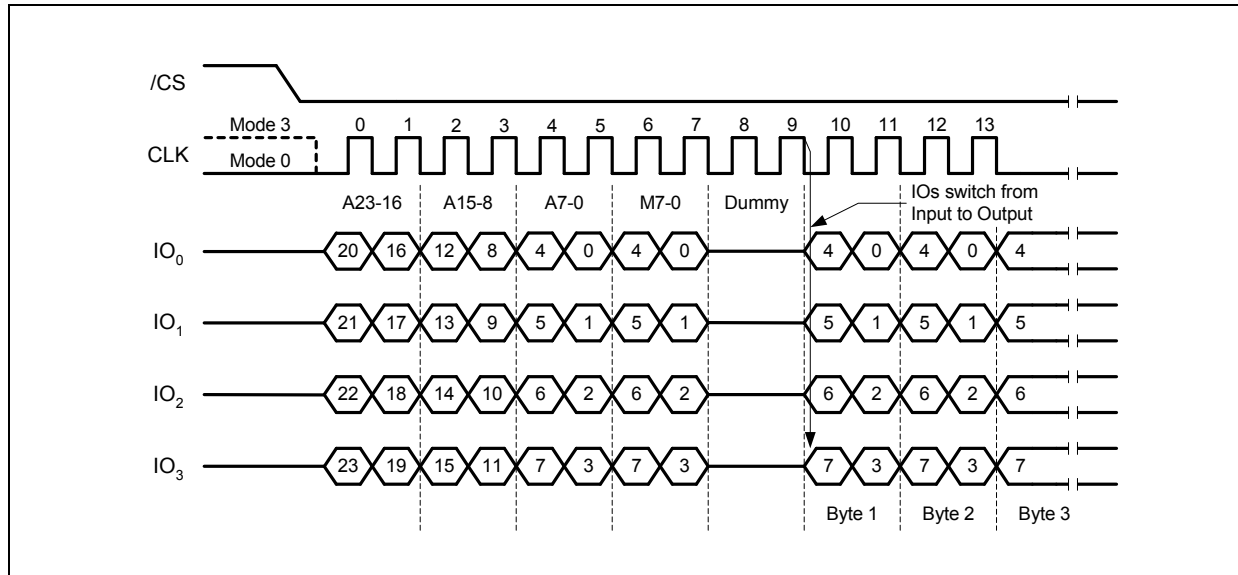 /CS
Mode 3 0 1 2 3 4 5 6 7 8 9 10 11 12 13
CLK
Mode 0
A23-16 A15-8 A7-0 M7-0 Dummy
IOs switch from
Input to Output
IO0 20 16 12 8 4 0 4 0 4 0 4 0 4
IO1 21 17 13 9 5 1 5 1 5 1 5 1 5
IO2 22 18 14 10 6 2 6 2 6 2 6 2 6
IO3 23 19 15 11 7 3 7 3 7 3 7 3 7
Byte 1 Byte 2 Byte 3